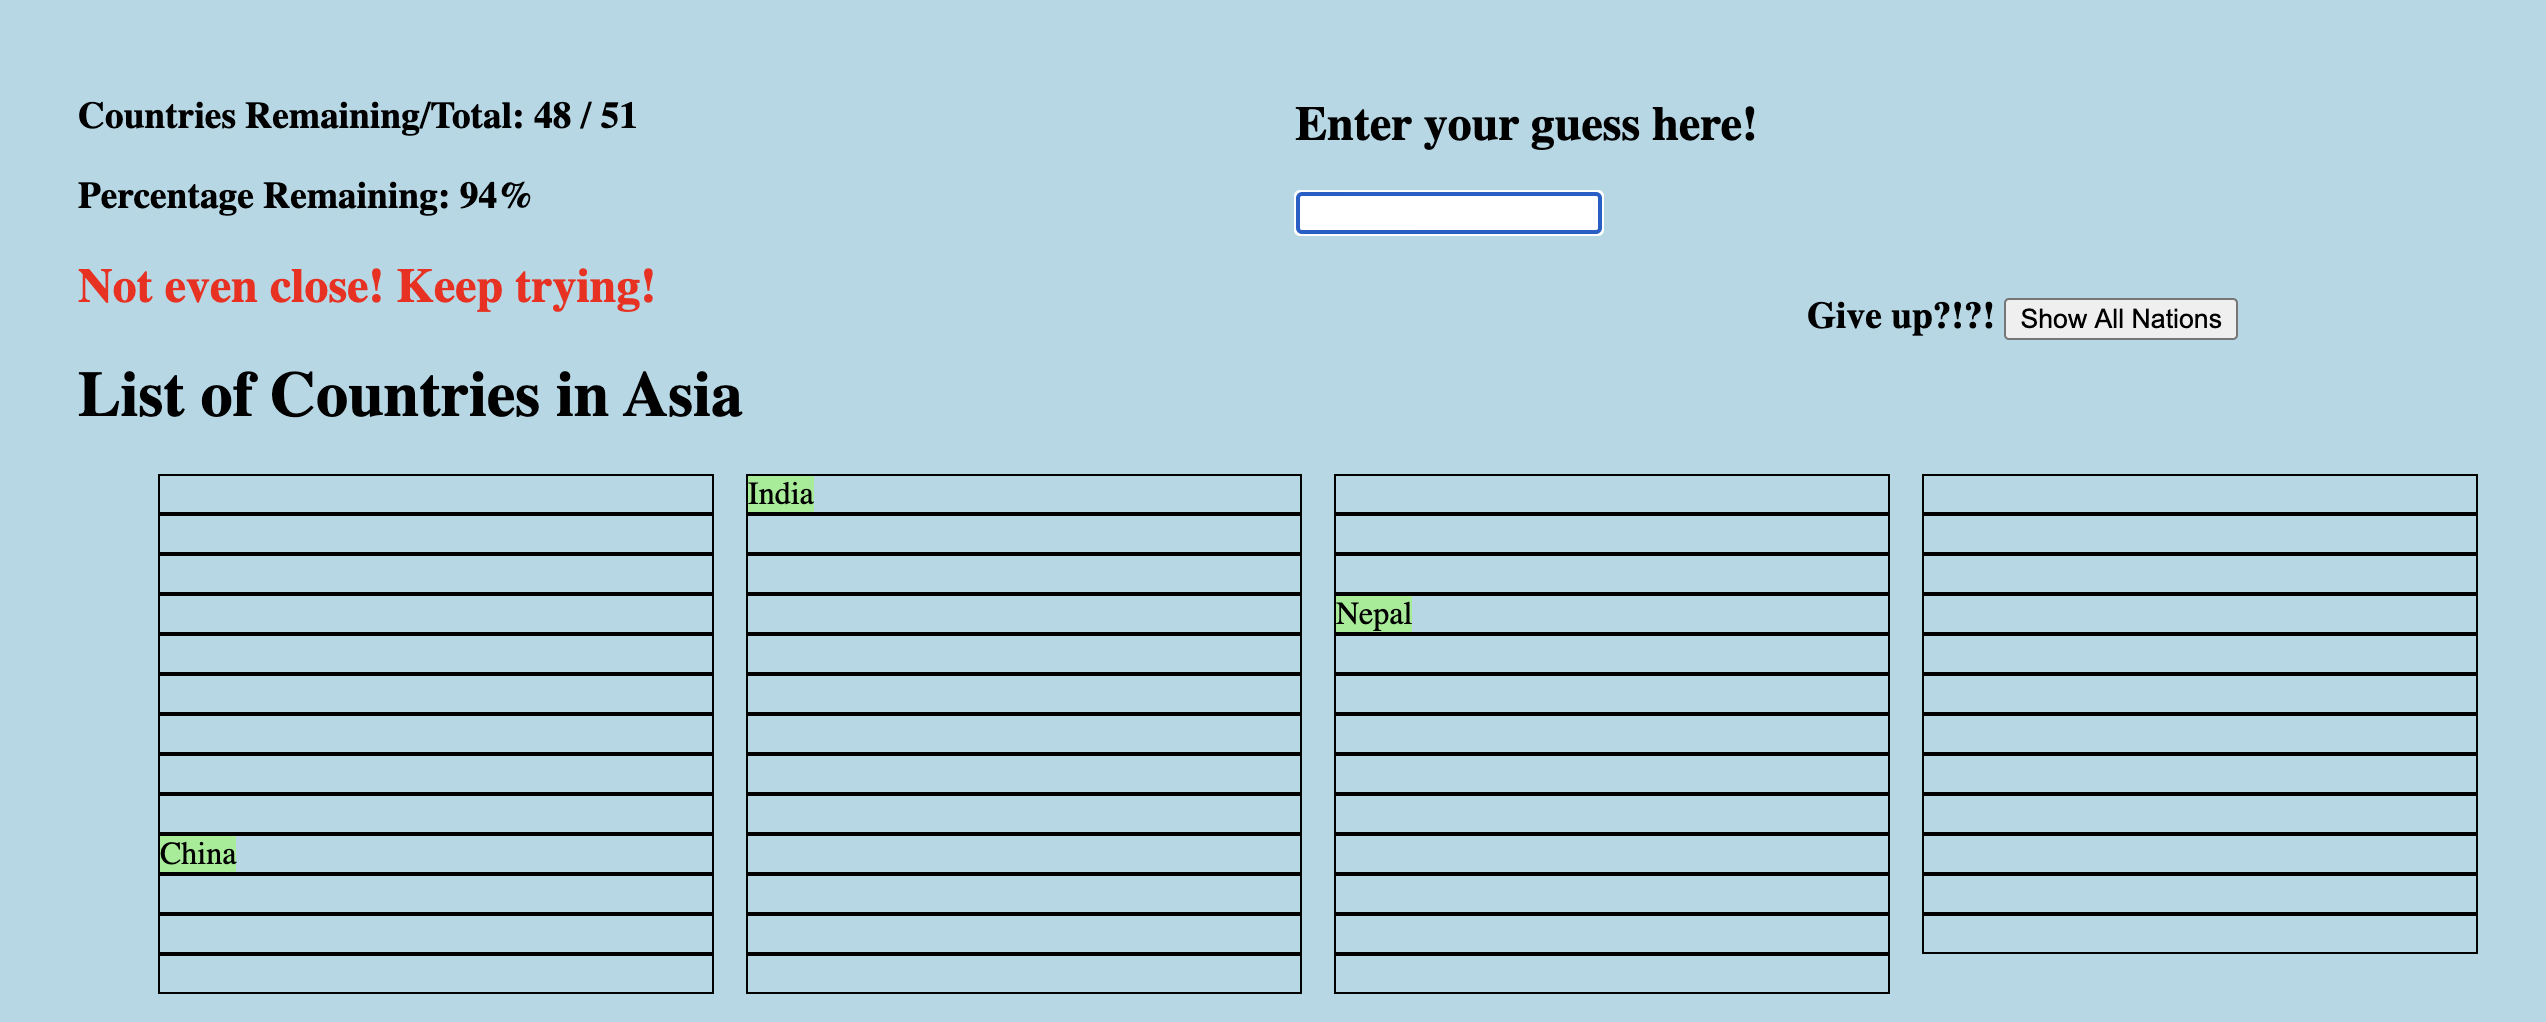 Countries Remaining/Total: 48 / 51
Enter your guess here!
Percentage Remaining: 94%
Not even close! Keep trying!
Give up?!?! Show All Nations
List of Countries in Asia
India
Nepal
China